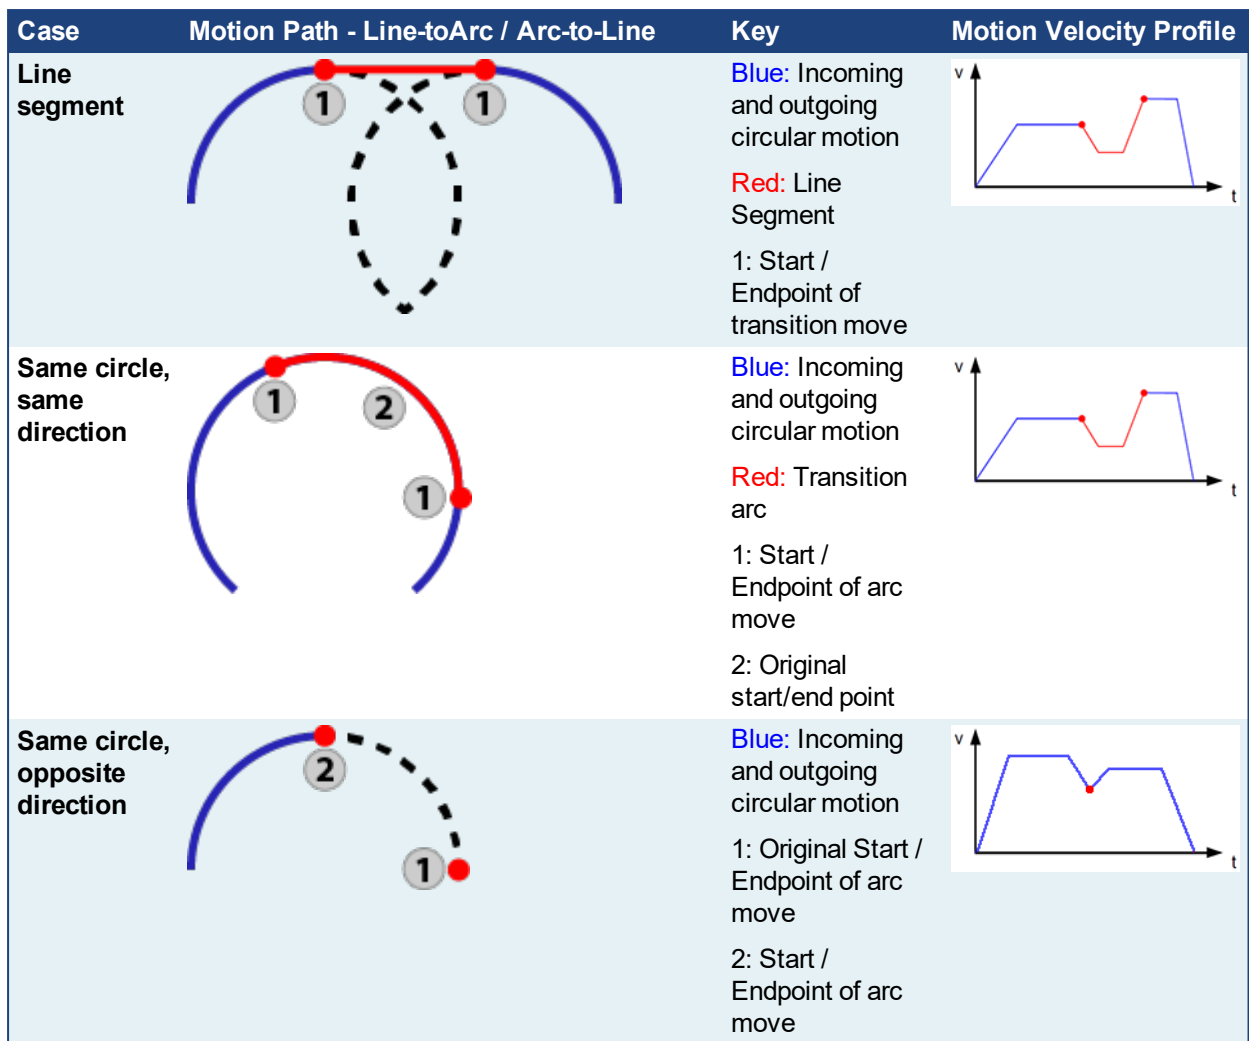 Case Motion Path - Line-toArc / Arc-to-Line Key Motion Velocity Profile
Line
segment
1 1
Blue: Incoming
and outgoing
circular motion
Red: Line
Segment
1: Start /
Endpoint of
transition move
v
t
Same circle,
same
direction
1
2
1
Blue: Incoming
and outgoing
circular motion
Red: Transition
arc
1: Start /
Endpoint of arc
move
2: Original
start/end point
v
t
Same circle,
opposite
direction
2
1
Blue: Incoming
and outgoing
circular motion
1: Original Start /
Endpoint of arc
move
2: Start /
Endpoint of arc
move
v
t